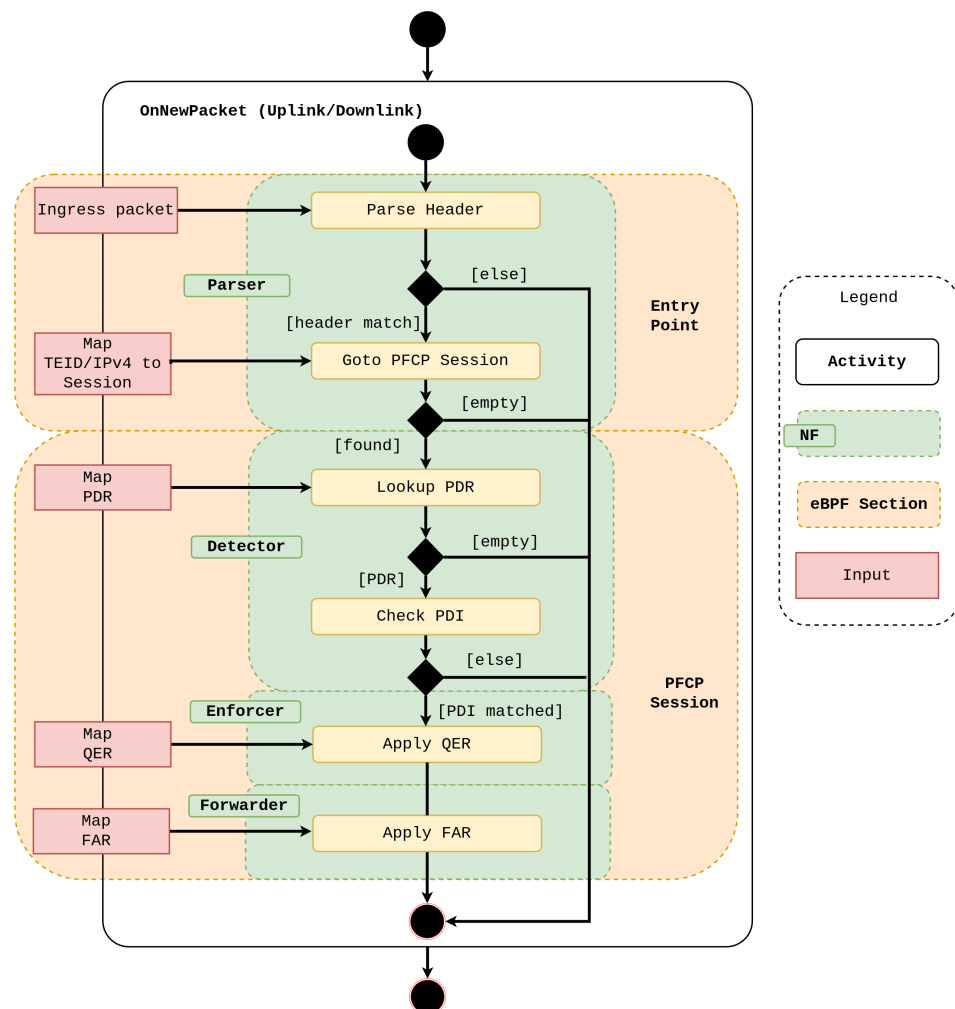 OnNewPacket (Uplink/Downlink)
Ingress packet
Parse Header
[else]
Parser
Entry
Point
[header match]
Map
TEID/IPv4 to
Session
Goto PFCP Session
[empty]
[found]
Map
PDR
Lookup PDR
Detector
[empty]
[PDR]
Check PDI
[else]
PFCP
Session
Enforcer
[PDI matched]
Map
QER
Apply QER
Forwarder
Map
FAR
Apply FAR
Legend
Activity
NF
eBPF Section
Input